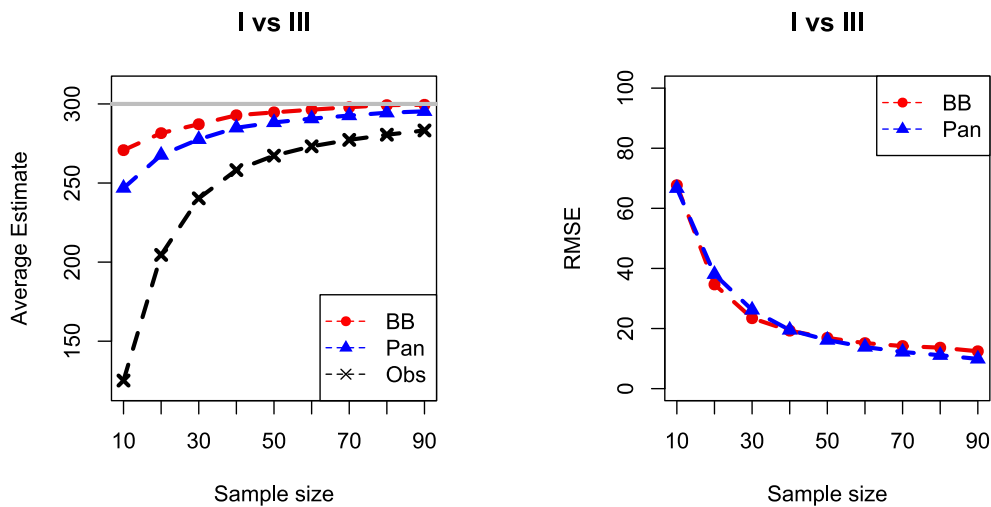 I vs III
Average Estimate
300
250
200
150
BB
Pan
Obs
10 30 50 70 90
Sample size
I vs III
RMSE
100
80
60
40
20
0
BB
Pan
10 30 50 70 90
Sample size